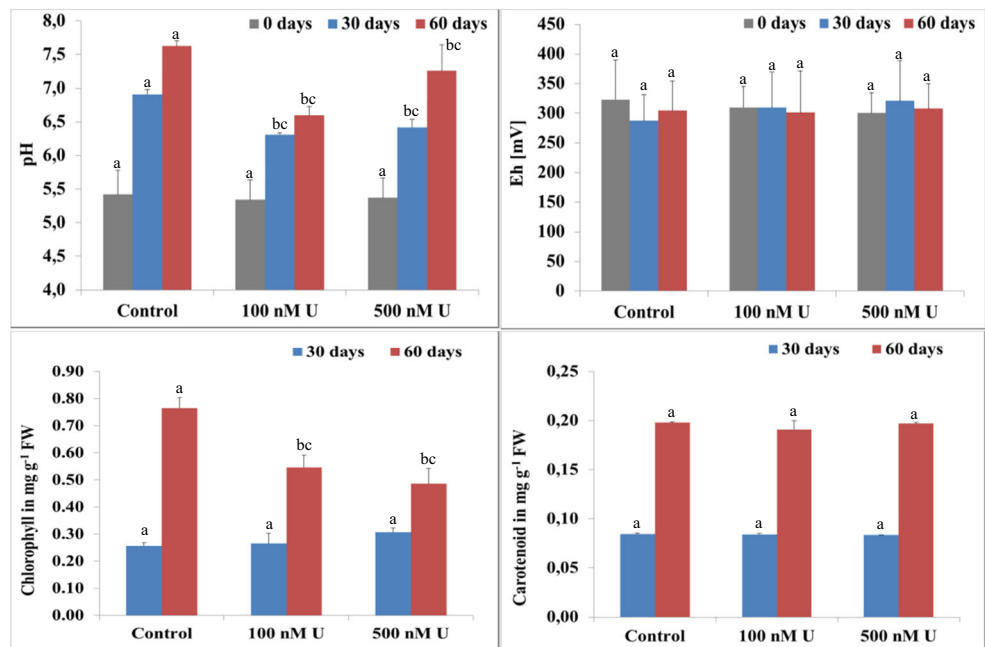 8,0
7,5
7,0
6,5
6,0
5,5
5,0
4,5
4,0
pH
0 days 30 days 60 days
a a a
a bc bc
a bc bc
Control 100 nM U 500 nM U
450
400
350
300
250
200
150
100
50
0
Eh [mV]
0 days 30 days 60 days
a a a
a a a
a a a
Control 100 nM U 500 nM U
0.90
0.80
0.70
0.60
0.50
0.40
0.30
0.20
0.10
0.00
Chlorophyll in mg g⁻¹ FW
30 days 60 days
a a
a bc
a bc
Control 100 nM U 500 nM U
0,25
0,20
0,15
0,10
0,05
0,00
Carotenoid in mg g⁻¹ FW
30 days 60 days
a a
a a
a a
Control 100 nM U 500 nM U